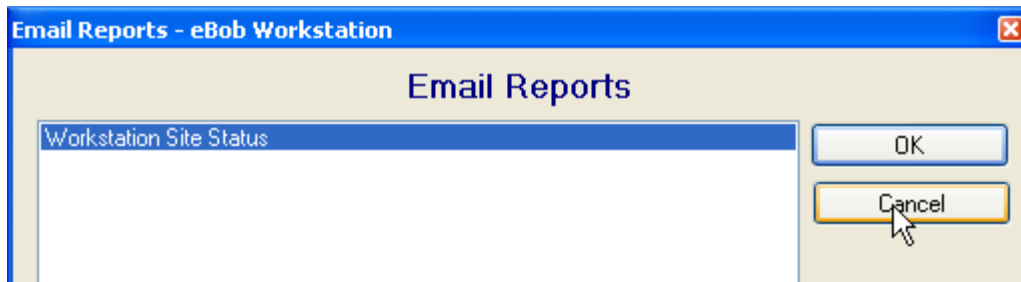 Email Reports - eBob Workstation
Email Reports
Workstation Site Status
OK
Cancel